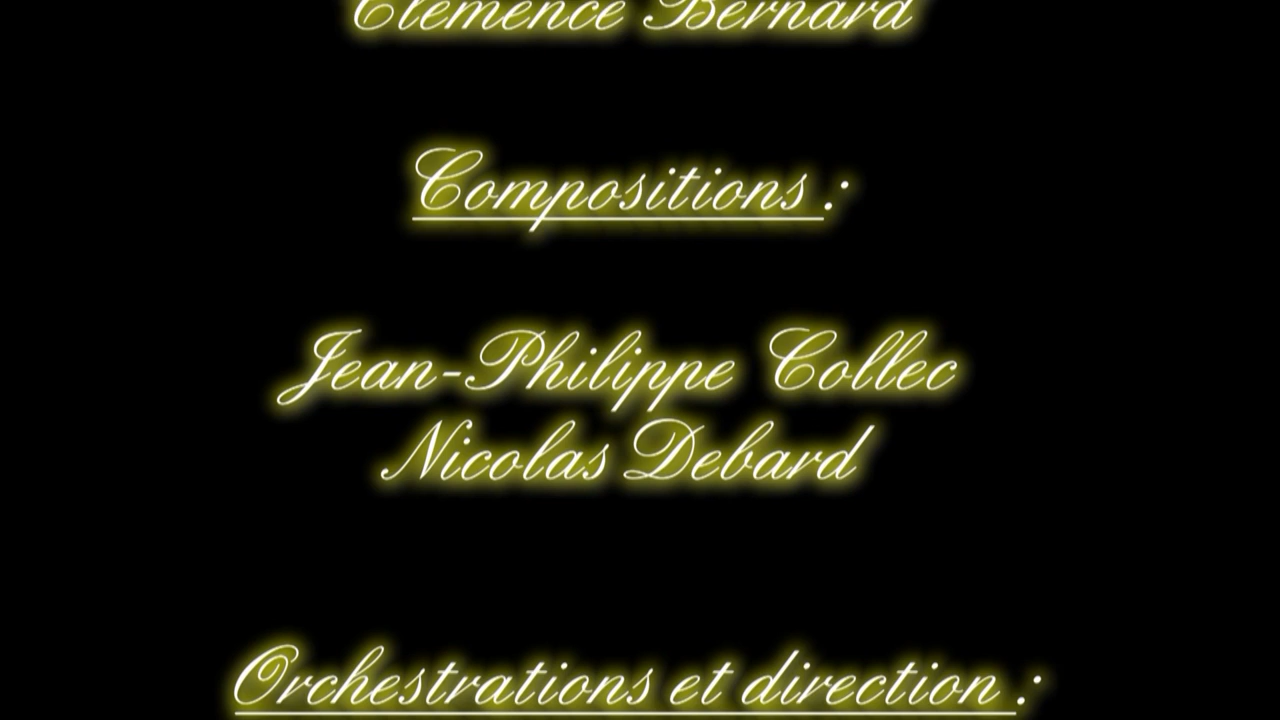 Clémence Bernard
Compositions :
Jean-Philippe Collec
Nicolas Debard
Orchestrations et direction :